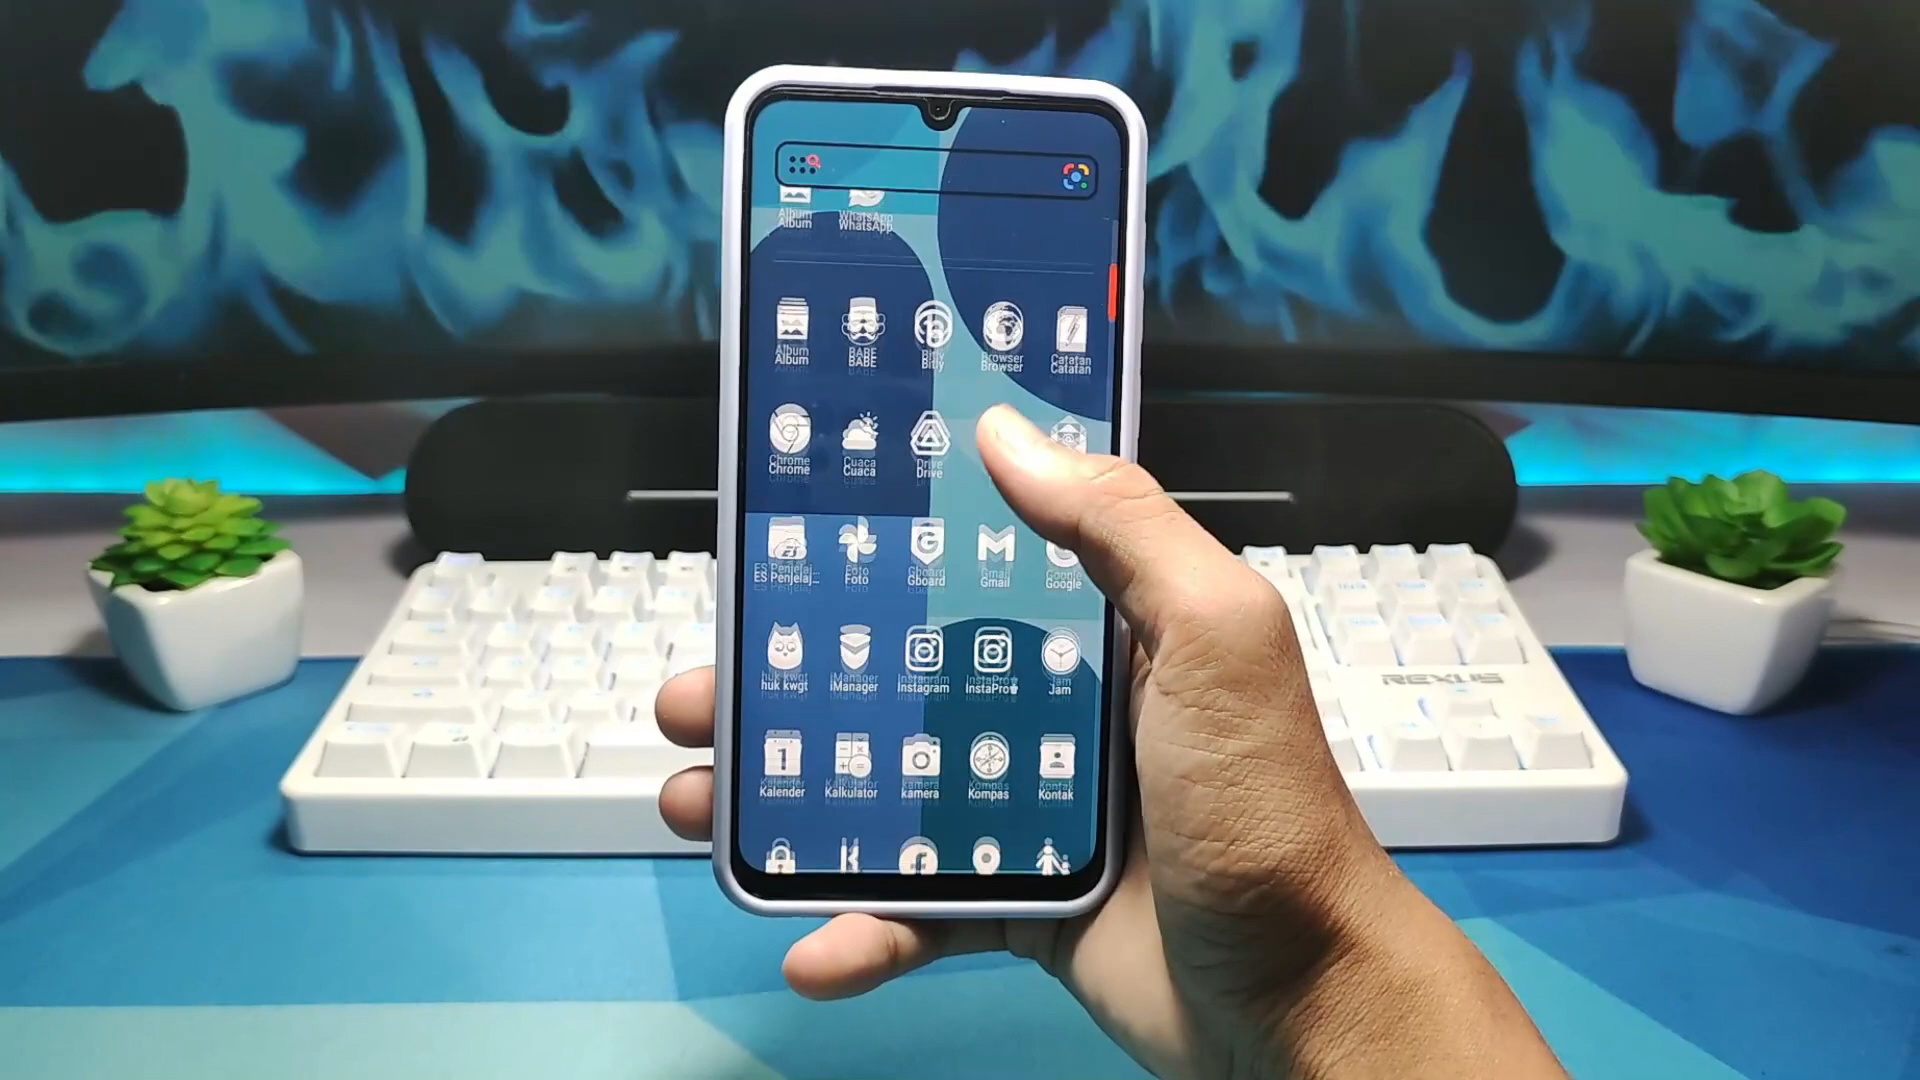 Album WhatsApp
Album BABE Bitly Browser Catatan
Chrome Cuaca Drive
ES Penjelaj... Foto Gboard Gmail Google
huk kwgt iManager Instagram InstaPro Jam
1
Kalender Kalkulator kamera Kompas Kontak
REXUS